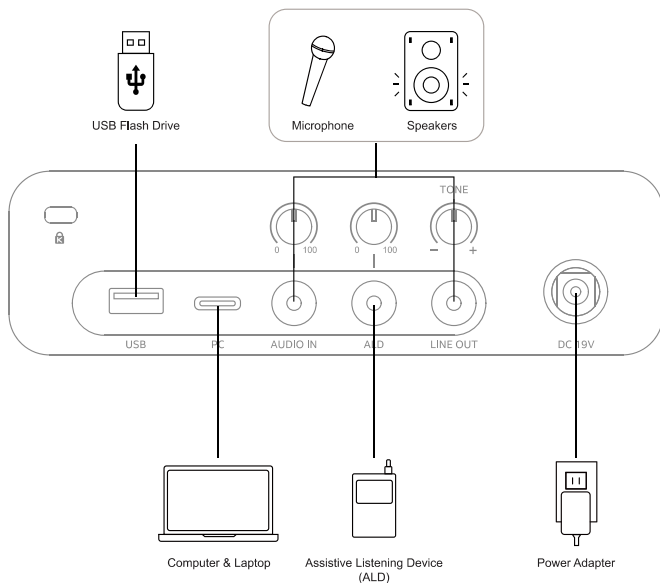 USB Flash Drive
Microphone
Speakers
TONE
0 100
0 100
− +
USB
PC
AUDIO IN
ALD
LINE OUT
DC 19V
Computer & Laptop
Assistive Listening Device
(ALD)
Power Adapter